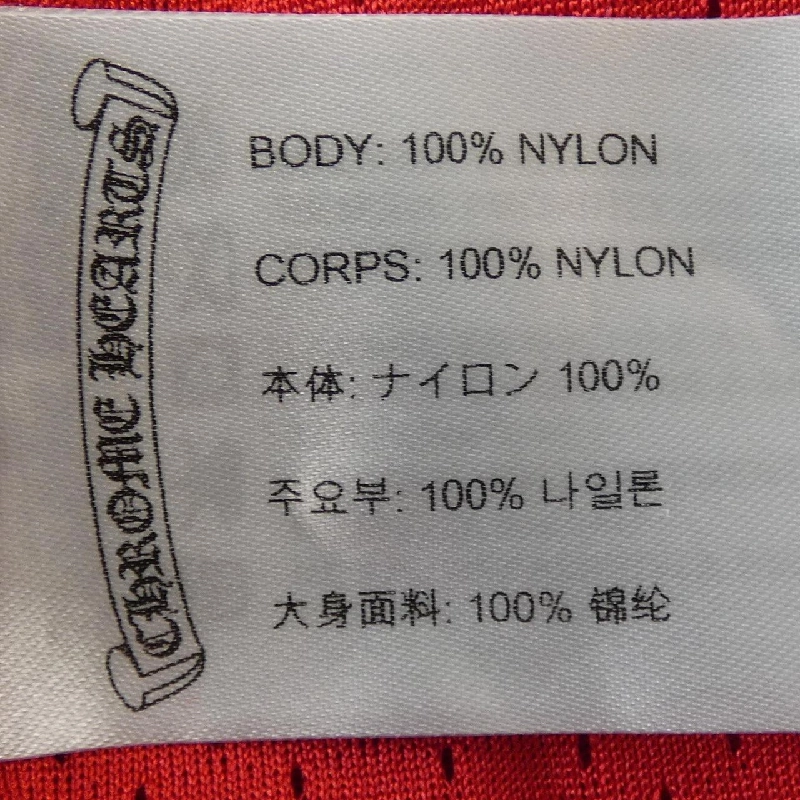 CHROME HEARTS
BODY: 100% NYLON
CORPS: 100% NYLON
本体: ナイロン 100%
주요부: 100% 나일론
大身面料: 100% 锦纶